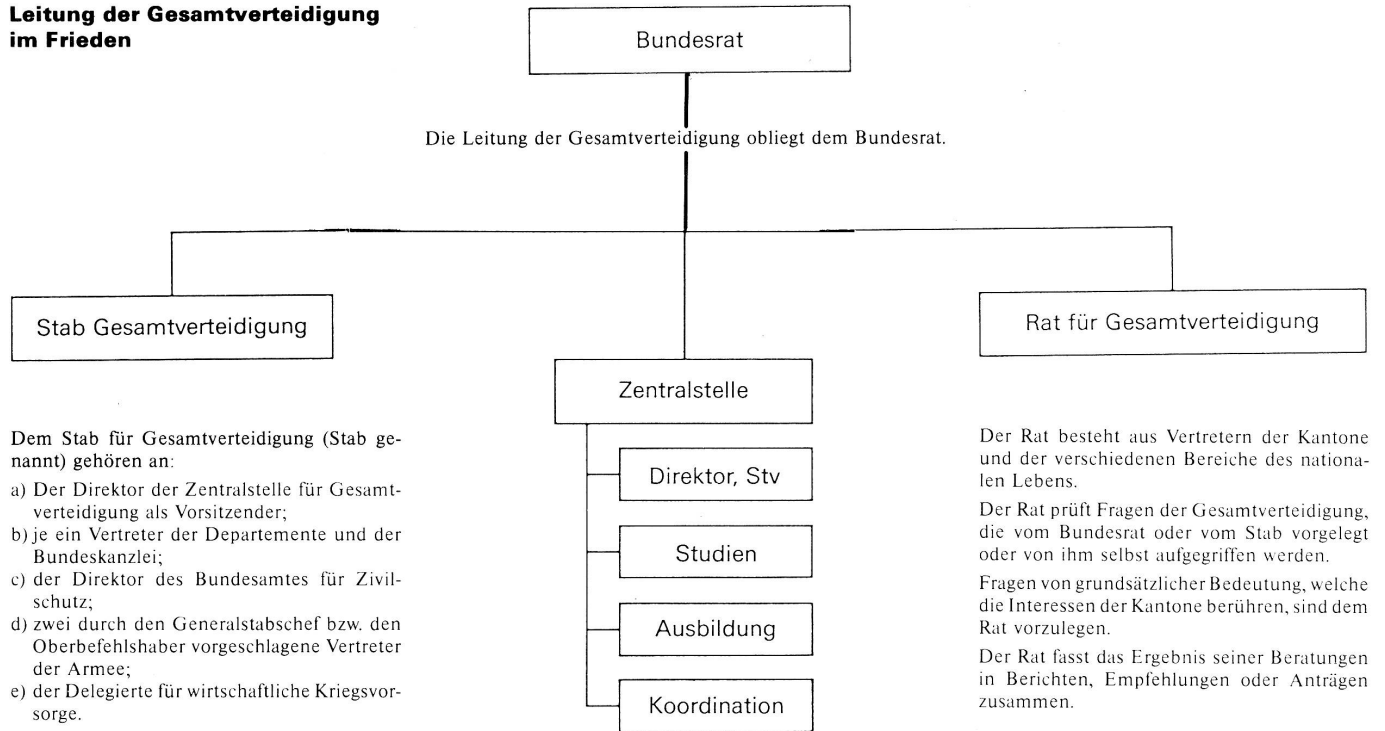 Leitung der Gesamtverteidigung
im Frieden
Bundesrat
Die Leitung der Gesamtverteidigung obliegt dem Bundesrat.
Stab Gesamtverteidigung
Dem Stab für Gesamtverteidigung (Stab ge-
nannt) gehören an:
a) Der Direktor der Zentralstelle für Gesamt-
verteidigung als Vorsitzender;
b) je ein Vertreter der Departemente und der
Bundeskanzlei;
c) der Direktor des Bundesamtes für Zivil-
schutz;
d) zwei durch den Generalstabschef bzw. den
Oberbefehlshaber vorgeschlagene Vertreter
der Armee;
e) der Delegierte für wirtschaftliche Kriegsvor-
sorge.
Zentralstelle
Direktor, Stv
Studien
Ausbildung
Koordination
Rat für Gesamtverteidigung
Der Rat besteht aus Vertretern der Kantone
und der verschiedenen Bereiche des nationa-
len Lebens.
Der Rat prüft Fragen der Gesamtverteidigung,
die vom Bundesrat oder vom Stab vorgelegt
oder von ihm selbst aufgegriffen werden.
Fragen von grundsätzlicher Bedeutung, welche
die Interessen der Kantone berühren, sind dem
Rat vorzulegen.
Der Rat fasst das Ergebnis seiner Beratungen
in Berichten, Empfehlungen oder Anträgen
zusammen.